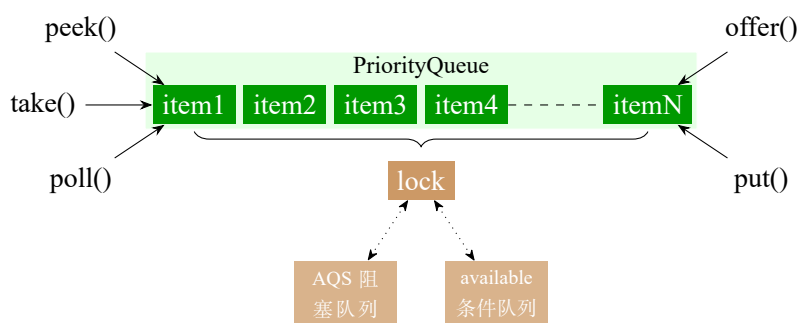 peek()
offer()
PriorityQueue
take()
item1
item2
item3
item4
itemN
poll()
put()
lock
AQS 阻
塞队列
available
条件队列